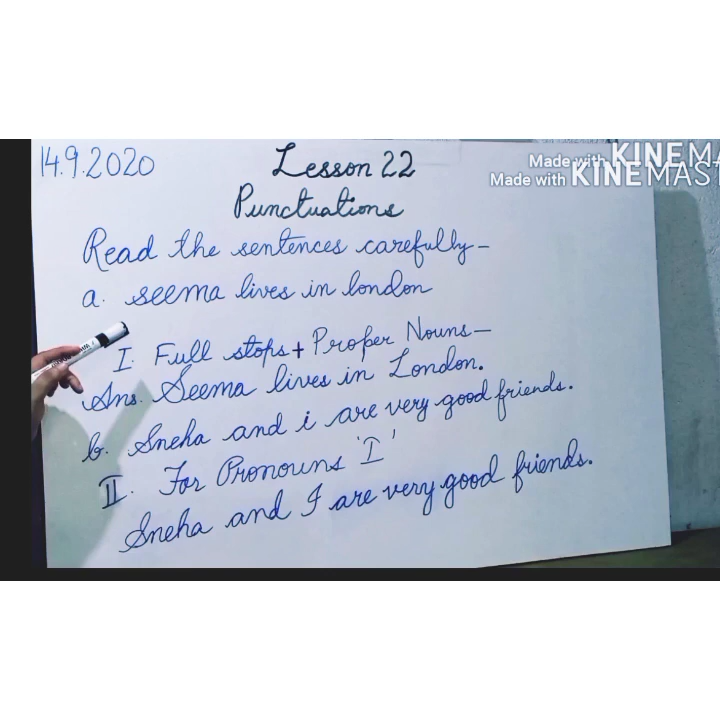 14.9.2020
Lesson 22
Made with KINEMA
Made with KINEMAS
Punctuations
Read the sentences carefully-
a. seema lives in london
I. Full stops + Proper Nouns-
Ans. Seema lives in London.
b. Sneha and i are very good friends.
II. For Pronouns 'I'
Sneha and I are very good friends.